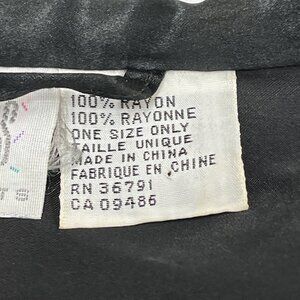 100% RAYON
100% RAYONNE
ONE SIZE ONLY
TAILLE UNIQUE
MADE IN CHINA
FABRIQUE EN CHINE
RN 36791
CA 09486